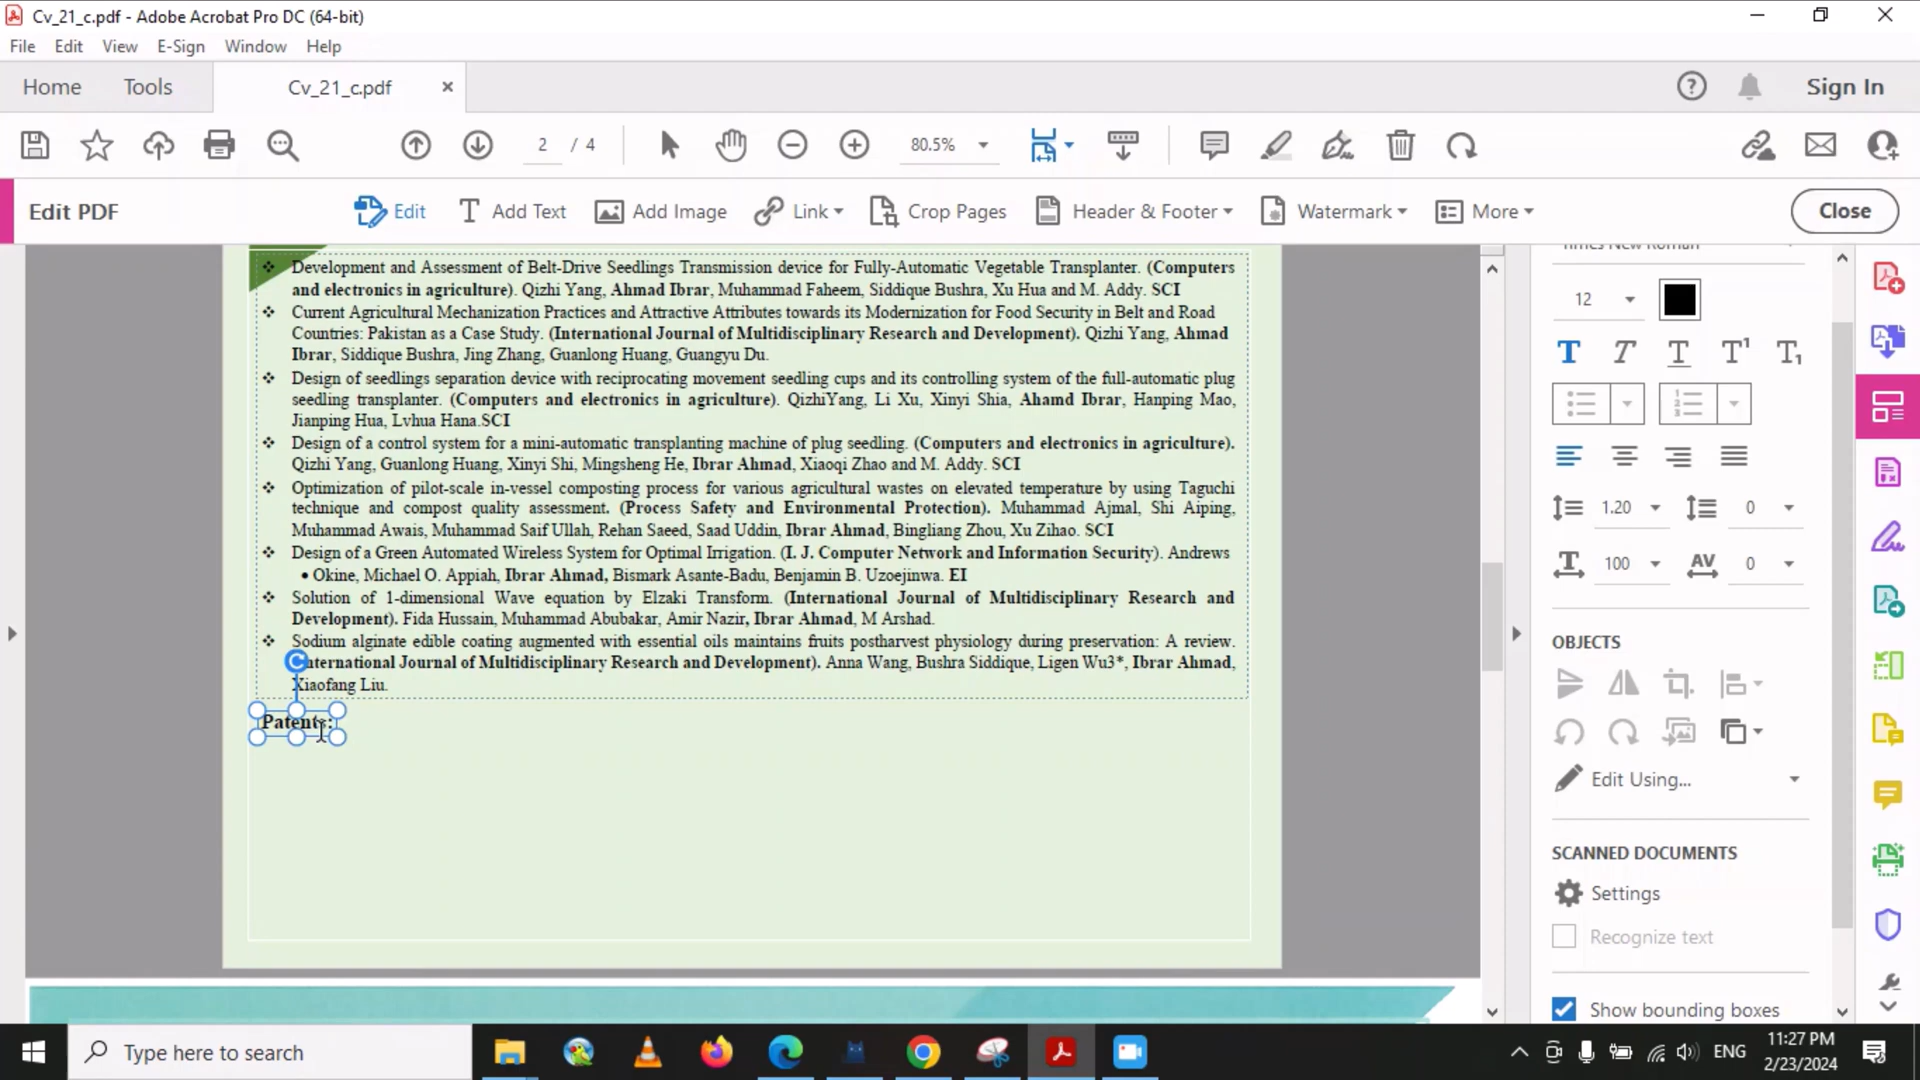 Cv_21_c.pdf - Adobe Acrobat Pro DC (64-bit)
File Edit View E-Sign Window Help
Home Tools Cv_21_c.pdf Sign In
2 / 4 80.5%
Edit PDF Edit Add Text Add Image Link Crop Pages Header & Footer Watermark More Close
Development and Assessment of Belt-Drive Seedlings Transmission device for Fully-Automatic Vegetable Transplanter. (Computers
and electronics in agriculture). Qizhi Yang, Ahmad Ibrar, Muhammad Faheem, Siddique Bushra, Xu Hua and M. Addy. SCI
Current Agricultural Mechanization Practices and Attractive Attributes towards its Modernization for Food Security in Belt and Road
Countries: Pakistan as a Case Study. (International Journal of Multidisciplinary Research and Development). Qizhi Yang, Ahmad
Ibrar, Siddique Bushra, Jing Zhang, Guanlong Huang, Guangyu Du.
Design of seedlings separation device with reciprocating movement seedling cups and its controlling system of the full-automatic plug
seedling transplanter. (Computers and electronics in agriculture). QizhiYang, Li Xu, Xinyi Shia, Ahamd Ibrar, Hanping Mao,
Jianping Hua, Lvhua Hana.SCI
Design of a control system for a mini-automatic transplanting machine of plug seedling. (Computers and electronics in agriculture).
Qizhi Yang, Guanlong Huang, Xinyi Shi, Mingsheng He, Ibrar Ahmad, Xiaoqi Zhao and M. Addy. SCI
Optimization of pilot-scale in-vessel composting process for various agricultural wastes on elevated temperature by using Taguchi
technique and compost quality assessment. (Process Safety and Environmental Protection). Muhammad Ajmal, Shi Aiping,
Muhammad Awais, Muhammad Saif Ullah, Rehan Saeed, Saad Uddin, Ibrar Ahmad, Bingliang Zhou, Xu Zihao. SCI
Design of a Green Automated Wireless System for Optimal Irrigation. (I. J. Computer Network and Information Security). Andrews
• Okine, Michael O. Appiah, Ibrar Ahmad, Bismark Asante-Badu, Benjamin B. Uzoejinwa. EI
Solution of 1-dimensional Wave equation by Elzaki Transform. (International Journal of Multidisciplinary Research and
Development). Fida Hussain, Muhammad Abubakar, Amir Nazir, Ibrar Ahmad, M Arshad.
Sodium alginate edible coating augmented with essential oils maintains fruits postharvest physiology during preservation: A review.
International Journal of Multidisciplinary Research and Development). Anna Wang, Bushra Siddique, Ligen Wu3*, Ibrar Ahmad,
Xiaofang Liu.
Patents:
Times New Roman
12
1.20 0
100 AV 0
OBJECTS
Edit Using...
SCANNED DOCUMENTS
Settings
Recognize text
Show bounding boxes
Type here to search
ENG
11:27 PM
2/23/2024